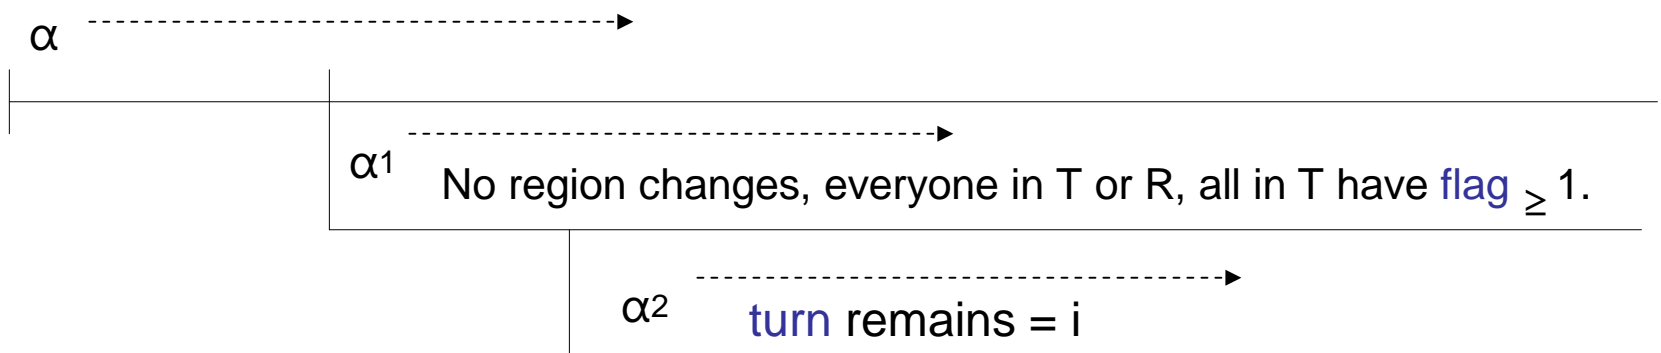 α
α1
No region changes, everyone in T or R, all in T have flag ≥ 1.
α2
turn remains = i